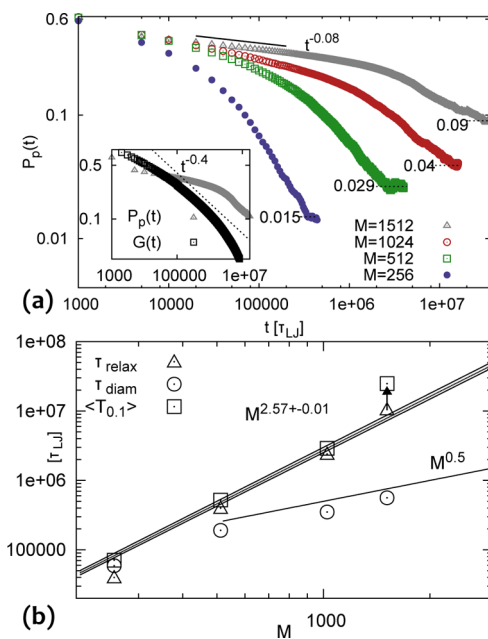 0.6
0.1
0.01
P_p(t)
t^-0.08
0.09
0.04
0.029
0.015
0.5
0.1
t^-0.4
P_p(t)
G(t)
1000 100000 1e+07
M=1512
M=1024
M=512
M=256
1000 10000 100000 1e+06 1e+07
(a) t [τ_LJ]
1e+08
1e+07
1e+06
100000
[τ_LJ]
τ_relax
τ_diam
<T_0.1>
M^2.57+-0.01
M^0.5
1000
(b) M